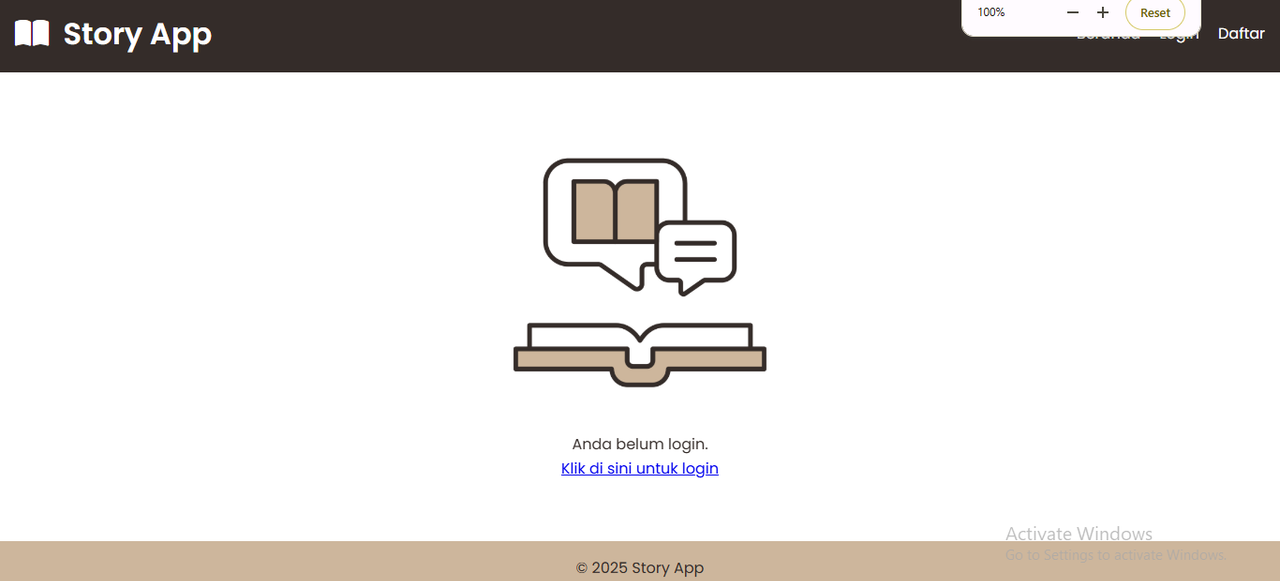 Story App
100% − + Reset
Beranda Login Daftar
Anda belum login.
Klik di sini untuk login
Activate Windows
Go to Settings to activate Windows.
© 2025 Story App